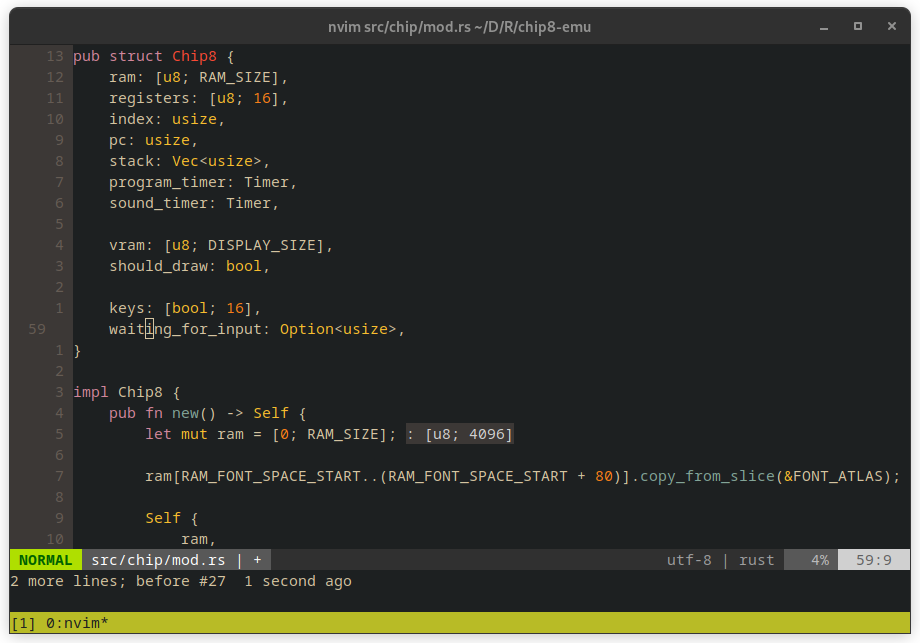 nvim src/chip/mod.rs ~/D/R/chip8-emu
13 pub struct Chip8 {
12     ram: [u8; RAM_SIZE],
11     registers: [u8; 16],
10     index: usize,
9     pc: usize,
8     stack: Vec<usize>,
7     program_timer: Timer,
6     sound_timer: Timer,
5
4     vram: [u8; DISPLAY_SIZE],
3     should_draw: bool,
2
1     keys: [bool; 16],
59     waiting_for_input: Option<usize>,
1 }
2
3 impl Chip8 {
4     pub fn new() -> Self {
5         let mut ram = [0; RAM_SIZE]; : [u8; 4096]
6
7         ram[RAM_FONT_SPACE_START..(RAM_FONT_SPACE_START + 80)].copy_from_slice(&FONT_ATLAS);
8
9         Self {
10             ram,
NORMAL src/chip/mod.rs | + utf-8 | rust 4% 59:9
2 more lines; before #27  1 second ago
[1] 0:nvim*